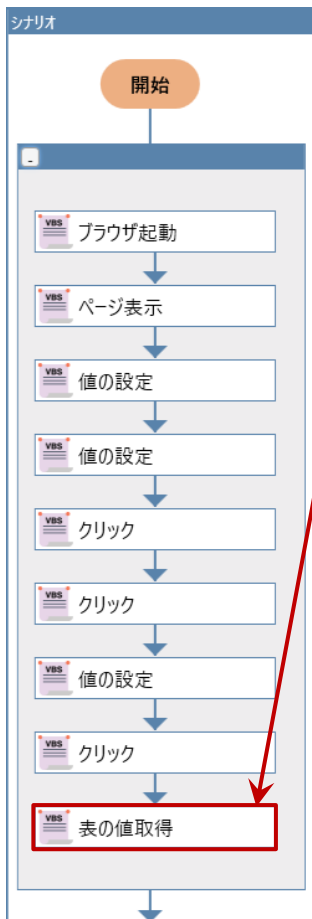 シナリオ
開始
-
VBS ブラウザ起動
VBS ページ表示
VBS 値の設定
VBS 値の設定
VBS クリック
VBS クリック
VBS 値の設定
VBS クリック
VBS 表の値取得